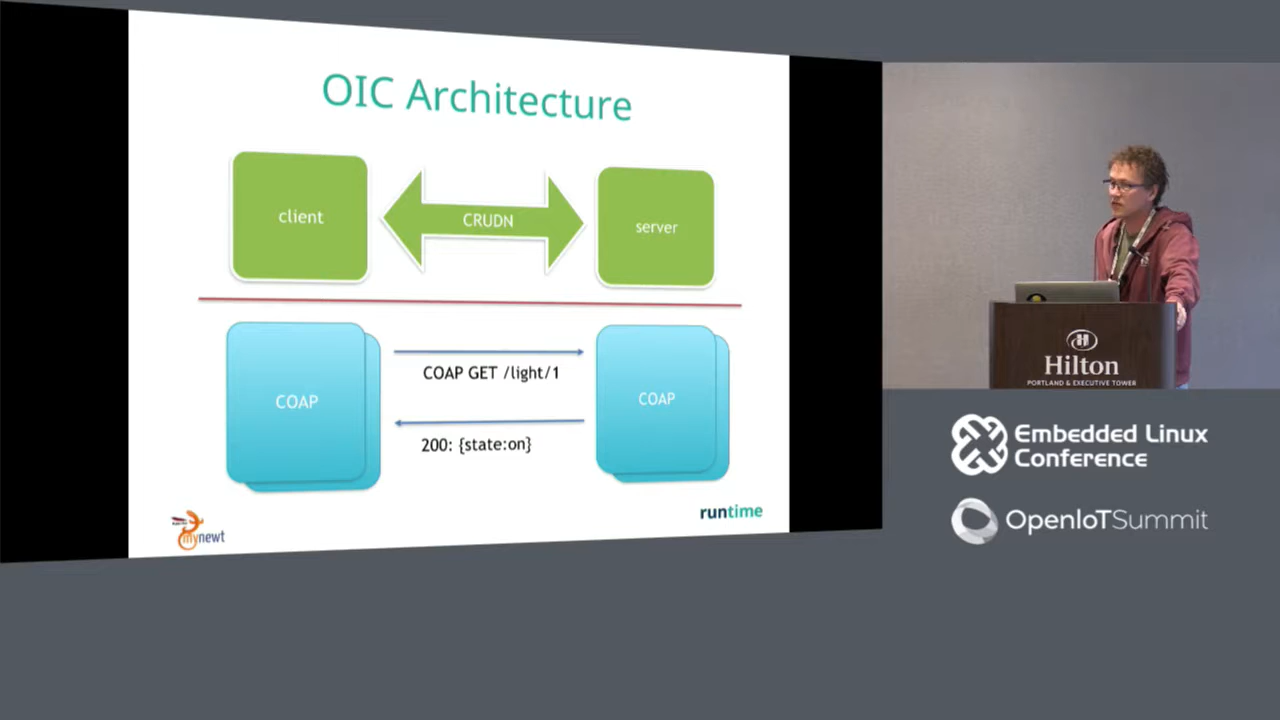 OIC Architecture
client
CRUDN
server
COAP
COAP GET /light/1
200: {state:on}
COAP
mynewt
runtime
Hilton
PORTLAND & EXECUTIVE TOWER
Embedded Linux
Conference
OpenIoTSummit